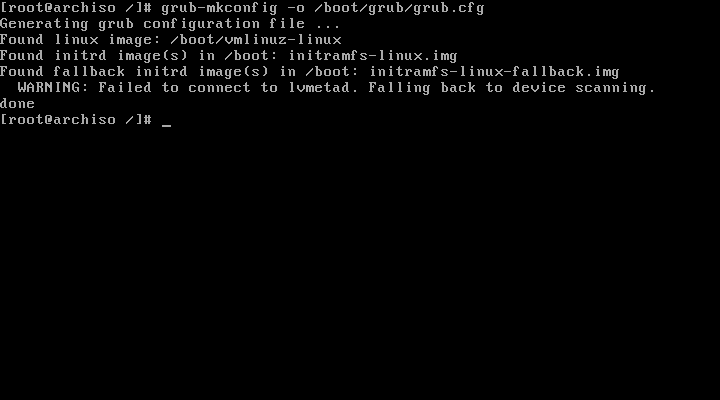 [root@archiso /]# grub-mkconfig -o /boot/grub/grub.cfg
Generating grub configuration file ...
Found linux image: /boot/vmlinuz-linux
Found initrd image(s) in /boot: initramfs-linux.img
Found fallback initrd image(s) in /boot: initramfs-linux-fallback.img
  WARNING: Failed to connect to lvmetad. Falling back to device scanning.
done
[root@archiso /]# _